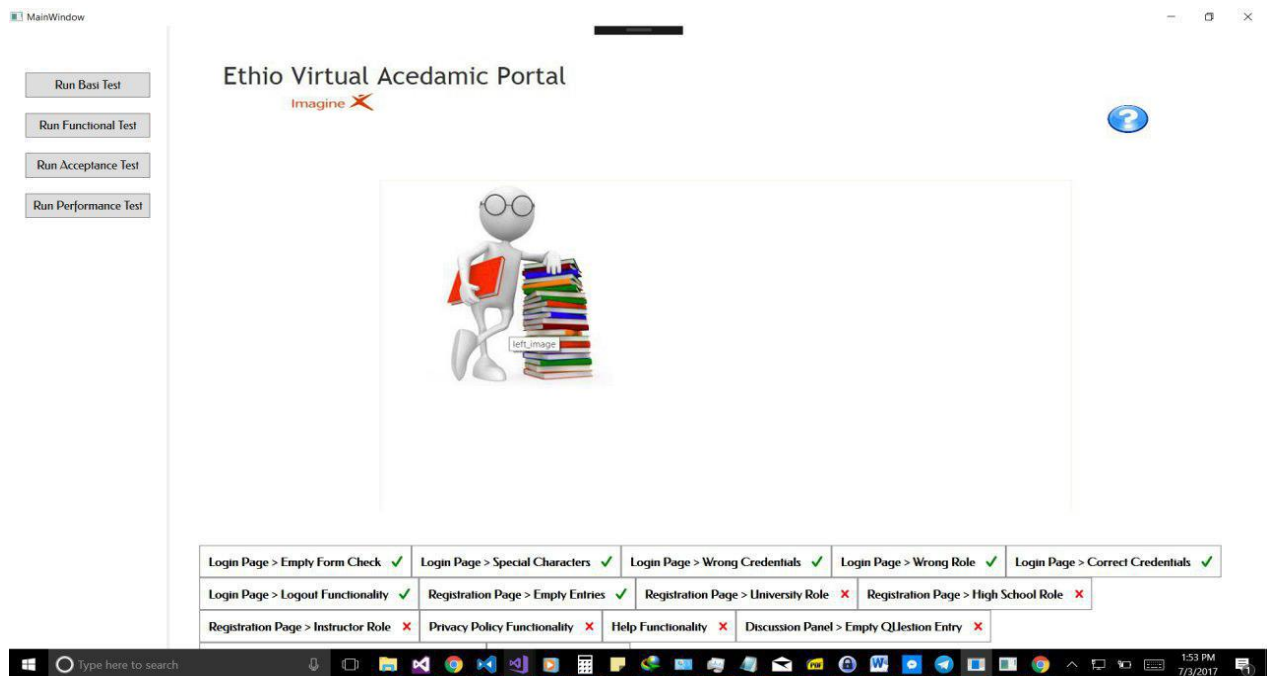 MainWindow
Run Basi Test
Run Functional Test
Run Acceptance Test
Run Performance Test
Ethio Virtual Acedamic Portal
Imagine X
?
left_image
Login Page > Empty Form Check
Login Page > Special Characters
Login Page > Wrong Credentials
Login Page > Wrong Role
Login Page > Correct Credentials
Login Page > Logout Functionality
Registration Page > Empty Entries
Registration Page > University Role
Registration Page > High School Role
Registration Page > Instructor Role
Privacy Policy Functionality
Help Functionality
Discussion Panel > Empty QUestion Entry
Type here to search
1:53 PM
7/3/2017